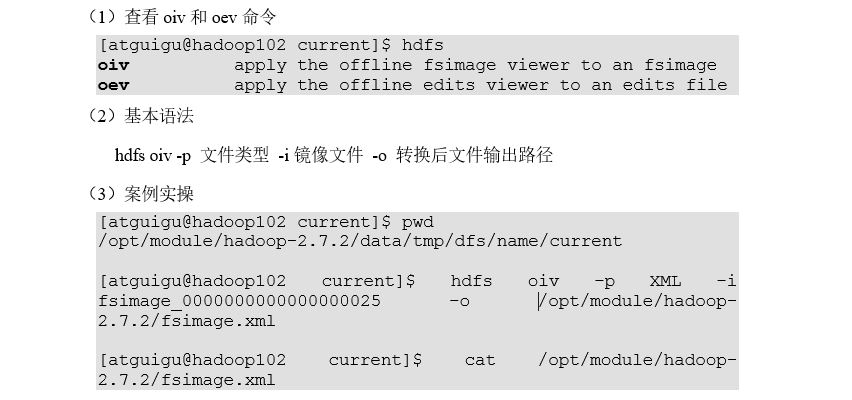 （1）查看 oiv 和 oev 命令
[atguigu@hadoop102 current]$ hdfs
oiv apply the offline fsimage viewer to an fsimage
oev apply the offline edits viewer to an edits file
（2）基本语法
hdfs oiv -p 文件类型 -i 镜像文件 -o 转换后文件输出路径
（3）案例实操
[atguigu@hadoop102 current]$ pwd
/opt/module/hadoop-2.7.2/data/tmp/dfs/name/current
[atguigu@hadoop102 current]$ hdfs oiv -p XML -i
fsimage_0000000000000000025 -o /opt/module/hadoop-
2.7.2/fsimage.xml
[atguigu@hadoop102 current]$ cat /opt/module/hadoop-
2.7.2/fsimage.xml